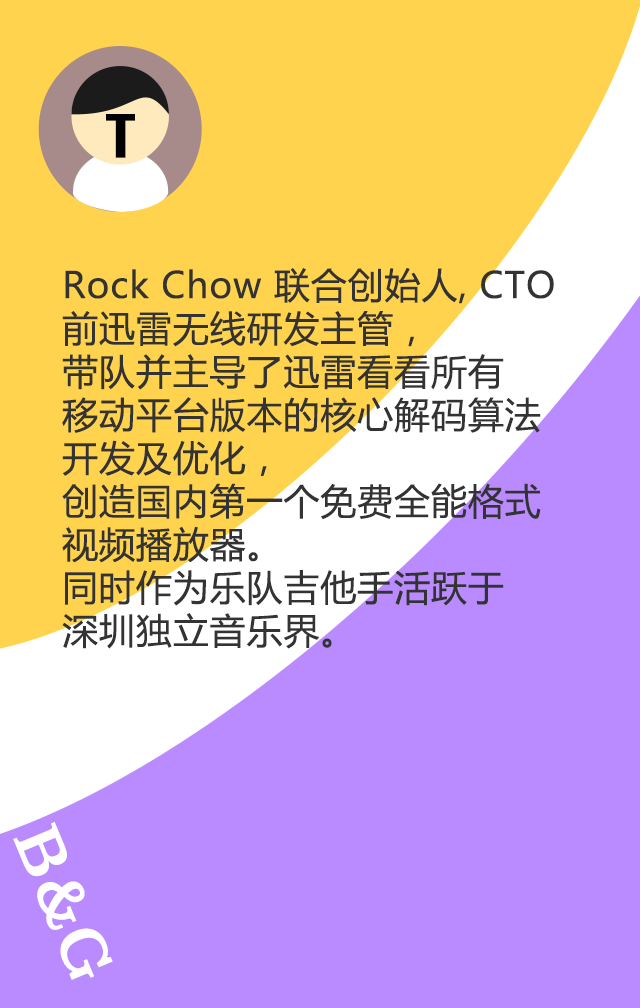 T
Rock Chow 联合创始人, CTO
前迅雷无线研发主管，
带队并主导了迅雷看看所有
移动平台版本的核心解码算法
开发及优化，
创造国内第一个免费全能格式
视频播放器。
同时作为乐队吉他手活跃于
深圳独立音乐界。
B&G